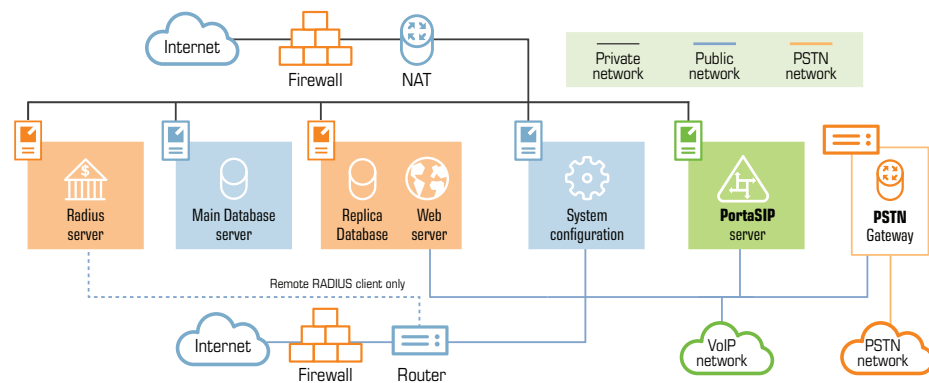 Internet
Firewall
NAT
Private
network
Public
network
PSTN
network
$
Radius
server
Main Database
server
Replica
Database
Web
server
System
configuration
PortaSIP
server
PSTN
Gateway
Remote RADIUS client only
Internet
Firewall
Router
VoIP
network
PSTN
network